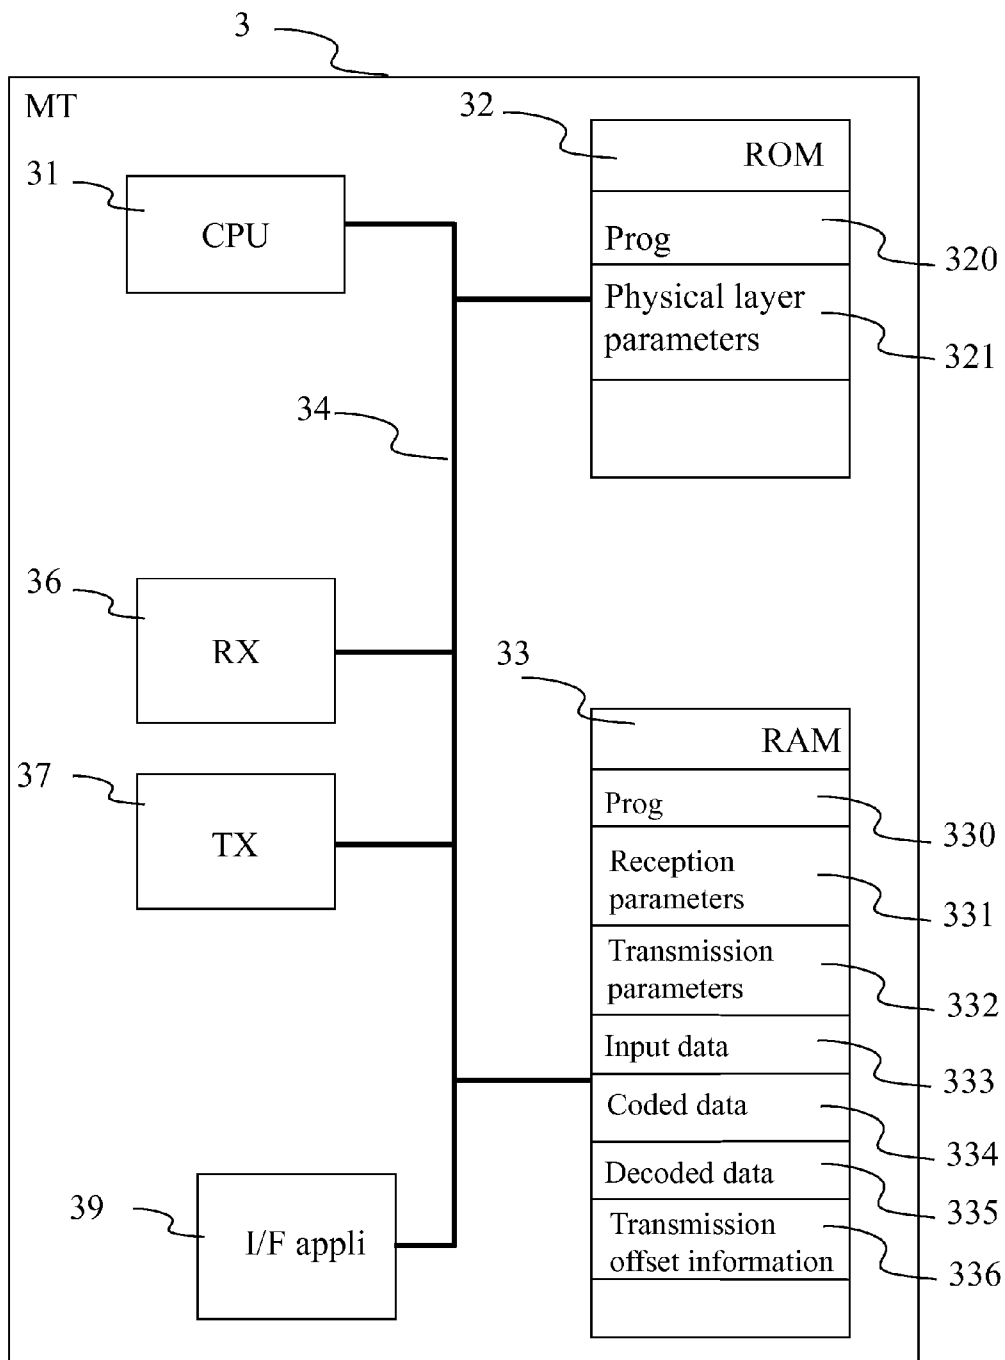 3
MT
31
CPU
32
ROM
Prog
320
Physical layer
parameters
321
34
36
RX
37
TX
33
RAM
Prog
330
Reception
parameters
331
Transmission
parameters
332
Input data
333
Coded data
334
Decoded data
335
Transmission
offset information
336
39
I/F appli